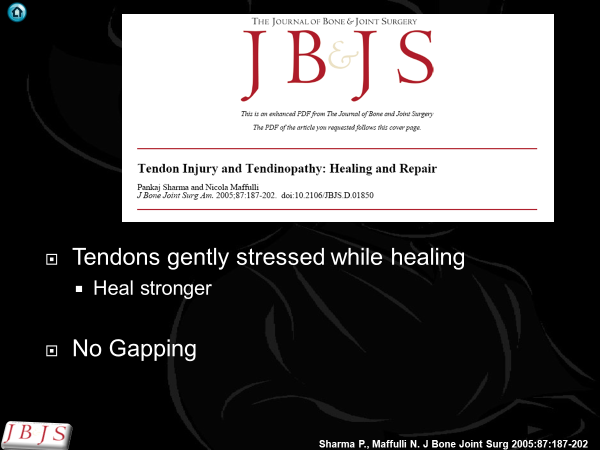 THE JOURNAL OF BONE & JOINT SURGERY
J B & J S
This is an enhanced PDF from The Journal of Bone and Joint Surgery
The PDF of the article you requested follows this cover page.
Tendon Injury and Tendinopathy: Healing and Repair
Pankaj Sharma and Nicola Maffulli
J Bone Joint Surg Am. 2005;87:187-202. doi:10.2106/JBJS.D.01850
Tendons gently stressed while healing
Heal stronger
No Gapping
J B J S
Sharma P., Maffulli N. J Bone Joint Surg 2005:87:187-202